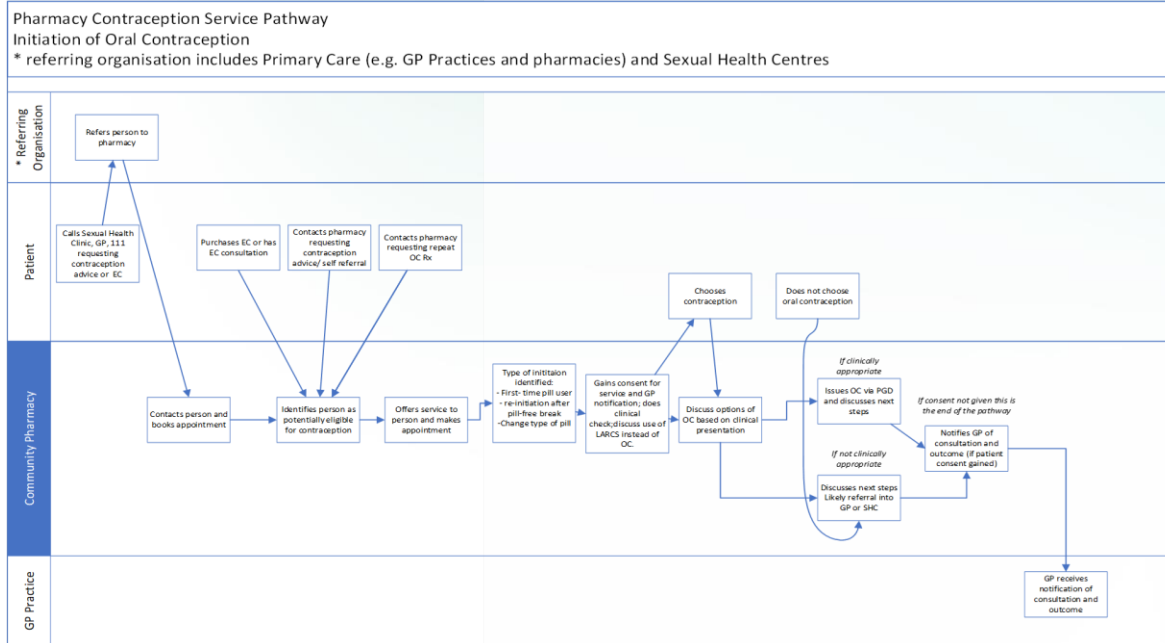 Pharmacy Contraception Service Pathway
Initiation of Oral Contraception
* referring organisation includes Primary Care (e.g. GP Practices and pharmacies) and Sexual Health Centres
* Referring
Organisation
Refers person to
pharmacy
Patient
Calls Sexual Health
Clinic, GP, 111
requesting
contraception
advice or EC
Purchases EC or has
EC consultation
Contacts pharmacy
requesting
contraception
advice/ self referral
Contacts pharmacy
requesting repeat
OC Rx
Chooses
contraception
Does not choose
oral contraception
Community Pharmacy
Contacts person and
books appointment
Identifies person as
potentially eligible
for contraception
Offers service to
person and makes
appointment
Type of inititaion
identified:
- First- time pill user
- re-initiation after
pill-free break
-Change type of pill
Gains consent for
service and GP
notification; does
clinical
check;discuss use of
LARCS instead of
OC.
Discuss options of
OC based on clinical
presentation
If clinically
appropriate
Issues OC via PGD
and discusses next
steps
If not clinically
appropriate
Discusses next steps
Likely referral into
GP or SHC
If consent not given this is
the end of the pathway
Notifies GP of
consultation and
outcome (if patient
consent gained)
GP Practice
GP receives
notification of
consultation and
outcome